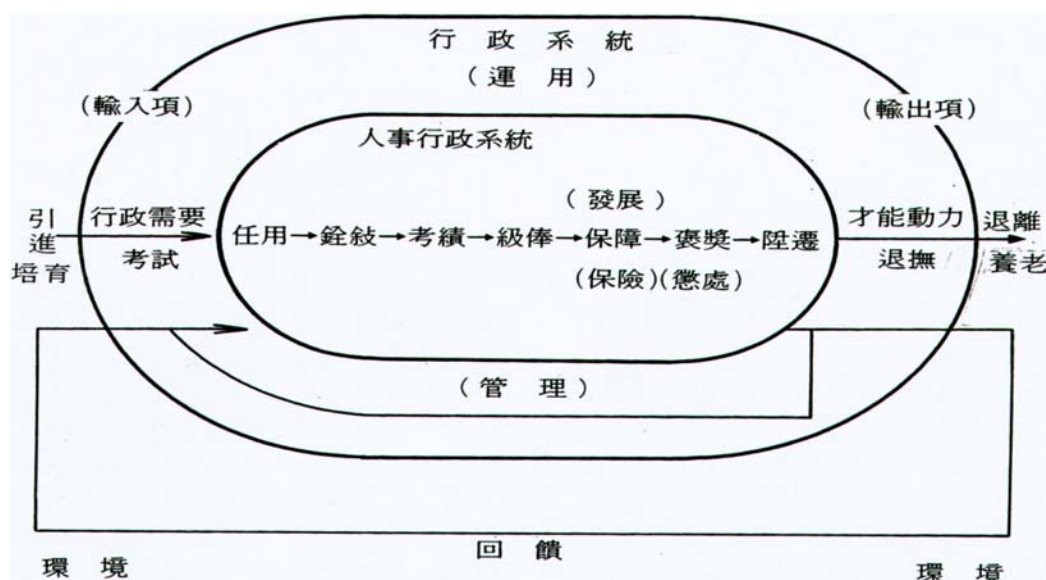 行政系統
(運用)
(輸入項)
(輸出項)
人事行政系統
(發展)
引進
培育
行政需要
考試
任用→銓敍→考績→級俸→保障→褒獎→陞遷
(保險)(懲處)
才能動力
退撫
退離
養老
(管理)
回饋
環境
環境